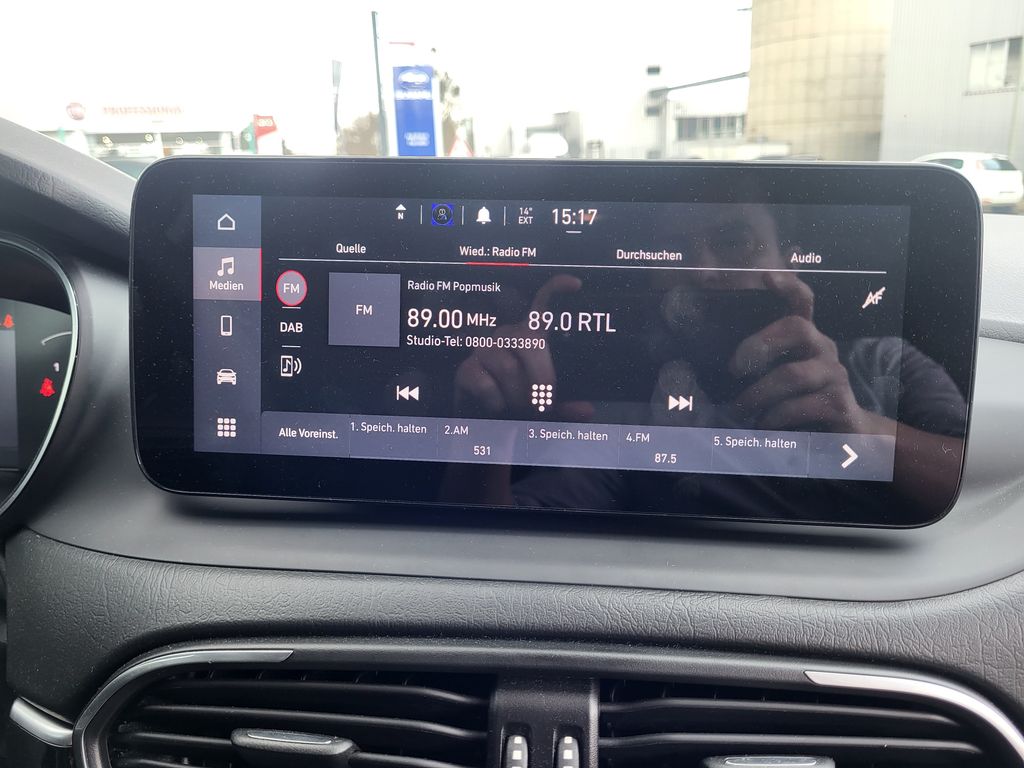 N
14°
EXT
15:17
Quelle
Wied.: Radio FM
Durchsuchen
Audio
Medien
FM
DAB
FM
Radio FM Popmusik
89.00 MHz
89.0 RTL
Studio-Tel: 0800-0333890
AF
Alle Voreinst.
1. Speich. halten
2.AM
531
3. Speich. halten
4.FM
87.5
5. Speich. halten